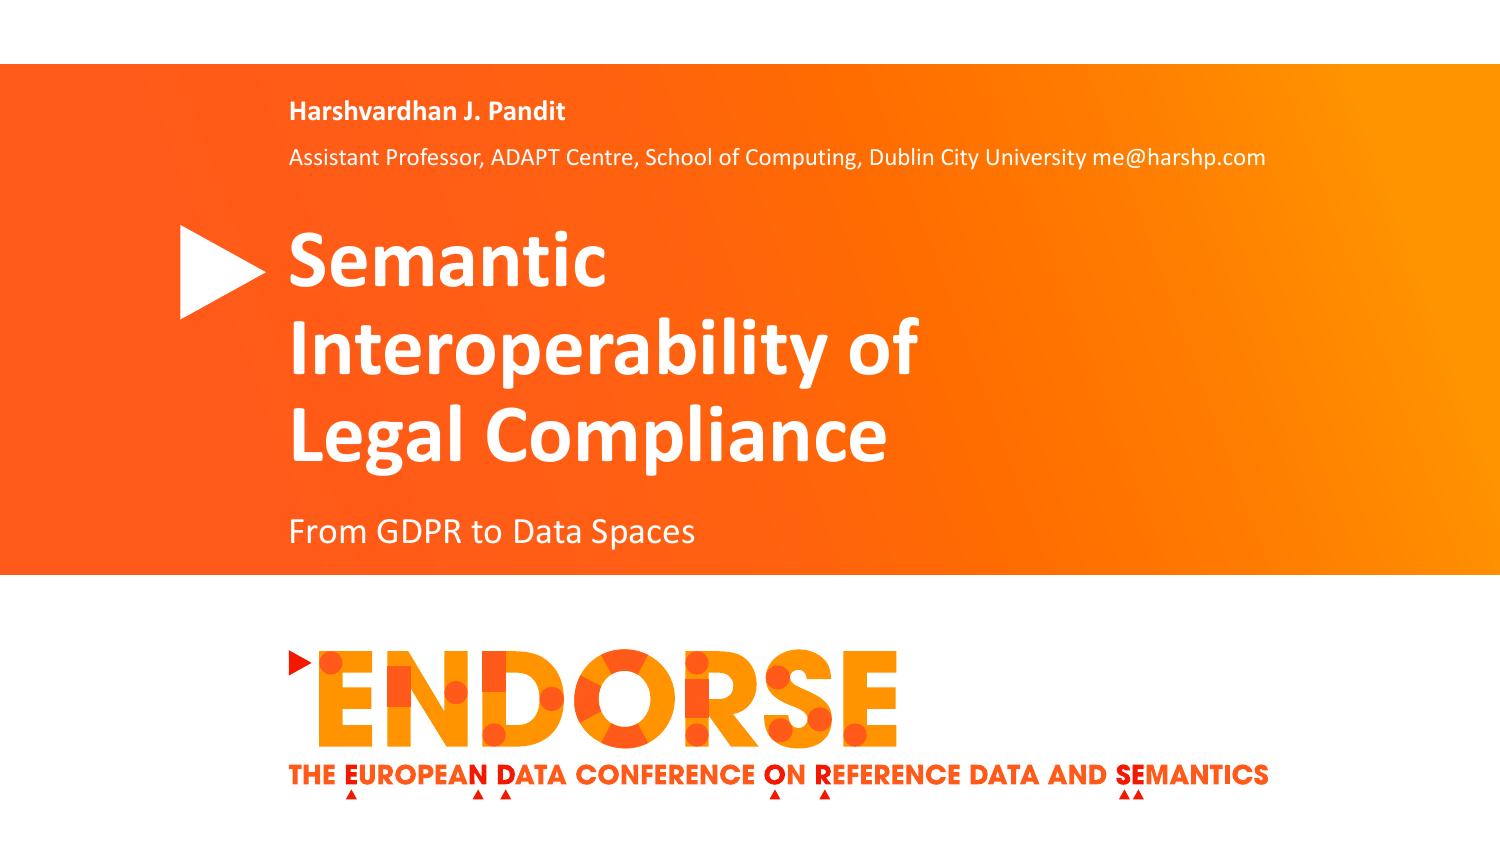 Harshvardhan J. Pandit
Assistant Professor, ADAPT Centre, School of Computing, Dublin City University me@harshp.com
Semantic
Interoperability of
Legal Compliance
From GDPR to Data Spaces
ENDORSE
THE EUROPEAN DATA CONFERENCE ON REFERENCE DATA AND SEMANTICS